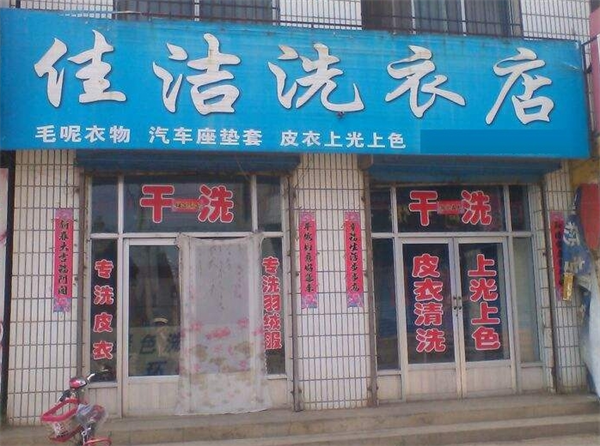 佳洁洗衣店
毛呢衣物 汽车座垫套 皮衣上光上色
干洗
干洗
专洗皮衣
专洗羽绒服
皮衣清洗
上光上色